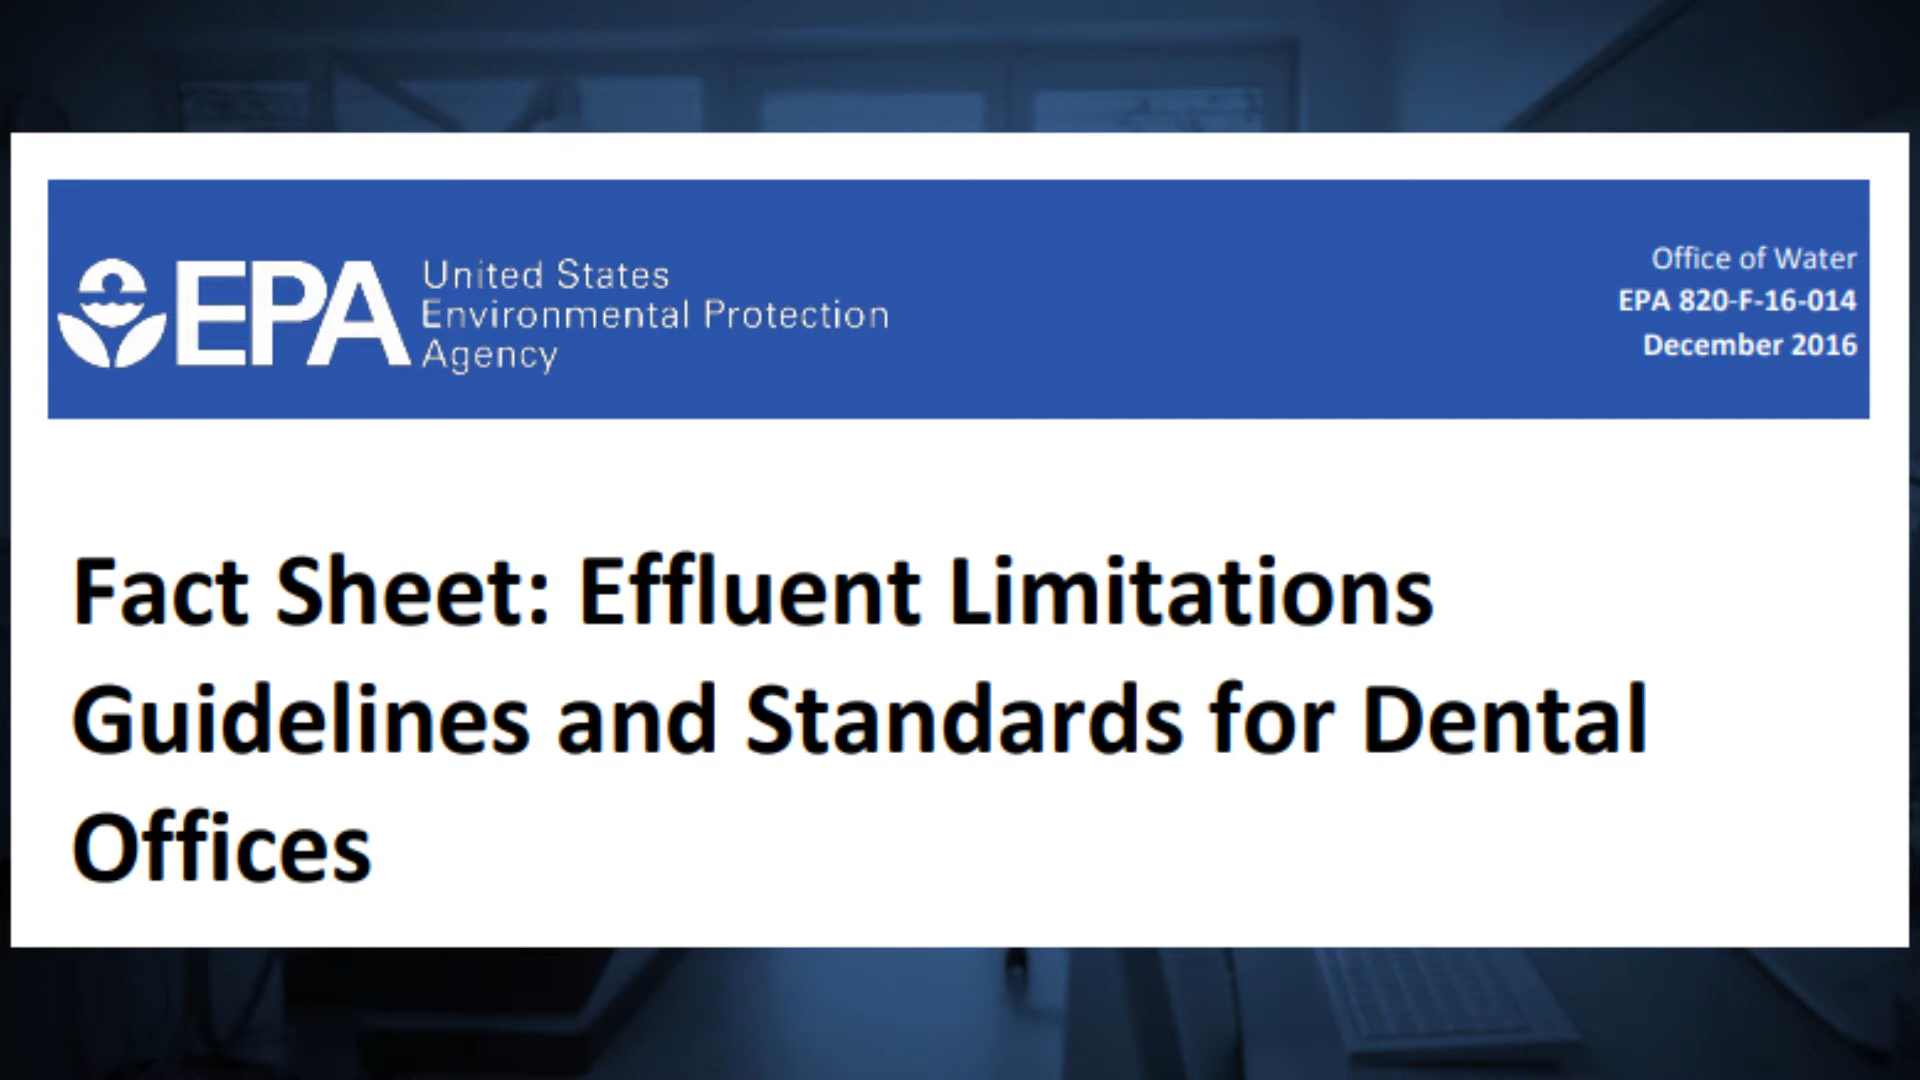 EPA
United States
Environmental Protection
Agency
Office of Water
EPA 820-F-16-014
December 2016
Fact Sheet: Effluent Limitations
Guidelines and Standards for Dental
Offices